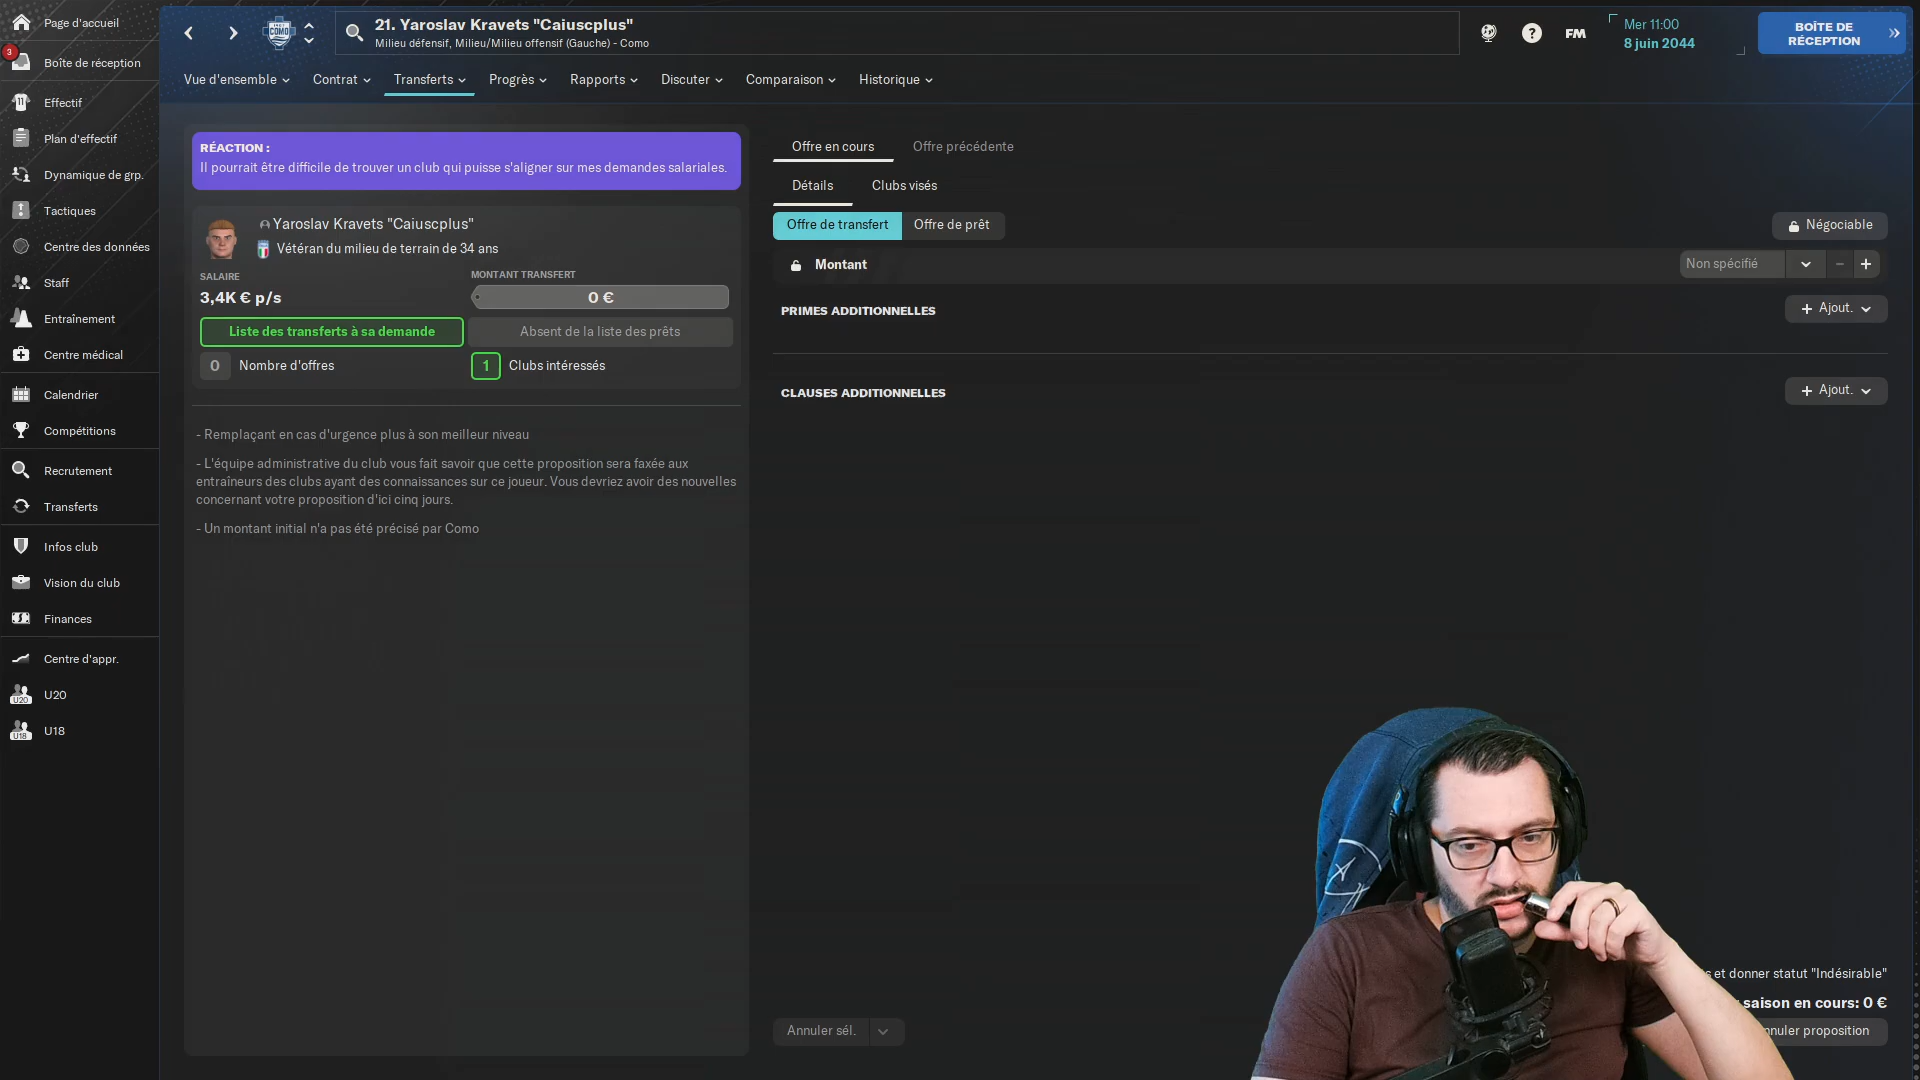 Page d'accueil
3
Boîte de réception
Effectif
Plan d'effectif
Dynamique de grp.
Tactiques
Centre des données
Staff
Entraînement
Centre médical
Calendrier
Compétitions
Recrutement
Transferts
Infos club
Vision du club
Finances
Centre d'appr.
U20
U20
U18
U18
COMO
21. Yaroslav Kravets "Caiuscplus"
Milieu défensif, Milieu/Milieu offensif (Gauche) - Como
FM
Mer 11:00
8 juin 2044
BOÎTE DE
RÉCEPTION
Vue d'ensemble
Contrat
Transferts
Progrès
Rapports
Discuter
Comparaison
Historique
RÉACTION :
Il pourrait être difficile de trouver un club qui puisse s'aligner sur mes demandes salariales.
Yaroslav Kravets "Caiuscplus"
Vétéran du milieu de terrain de 34 ans
SALAIRE
3,4K € p/s
MONTANT TRANSFERT
0 €
Liste des transferts à sa demande
Absent de la liste des prêts
0 Nombre d'offres
1 Clubs intéressés
- Remplaçant en cas d'urgence plus à son meilleur niveau
- L'équipe administrative du club vous fait savoir que cette proposition sera faxée aux
entraîneurs des clubs ayant des connaissances sur ce joueur. Vous devriez avoir des nouvelles
concernant votre proposition d'ici cinq jours.
- Un montant initial n'a pas été précisé par Como
Offre en cours
Offre précédente
Détails
Clubs visés
Offre de transfert
Offre de prêt
Négociable
Montant
Non spécifié
PRIMES ADDITIONNELLES
+ Ajout.
CLAUSES ADDITIONNELLES
+ Ajout.
et donner statut "Indésirable"
saison en cours: 0 €
Annuler sél.
nnuler proposition